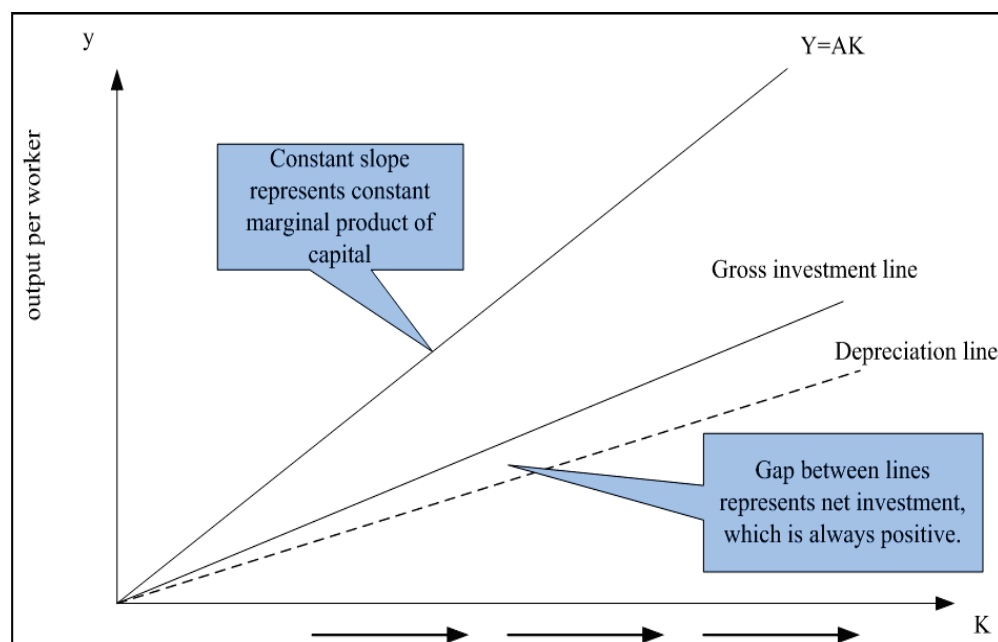 y
Y=AK
output per worker
Constant slope
represents constant
marginal product of
capital
Gross investment line
Depreciation line
Gap between lines
represents net investment,
which is always positive.
K